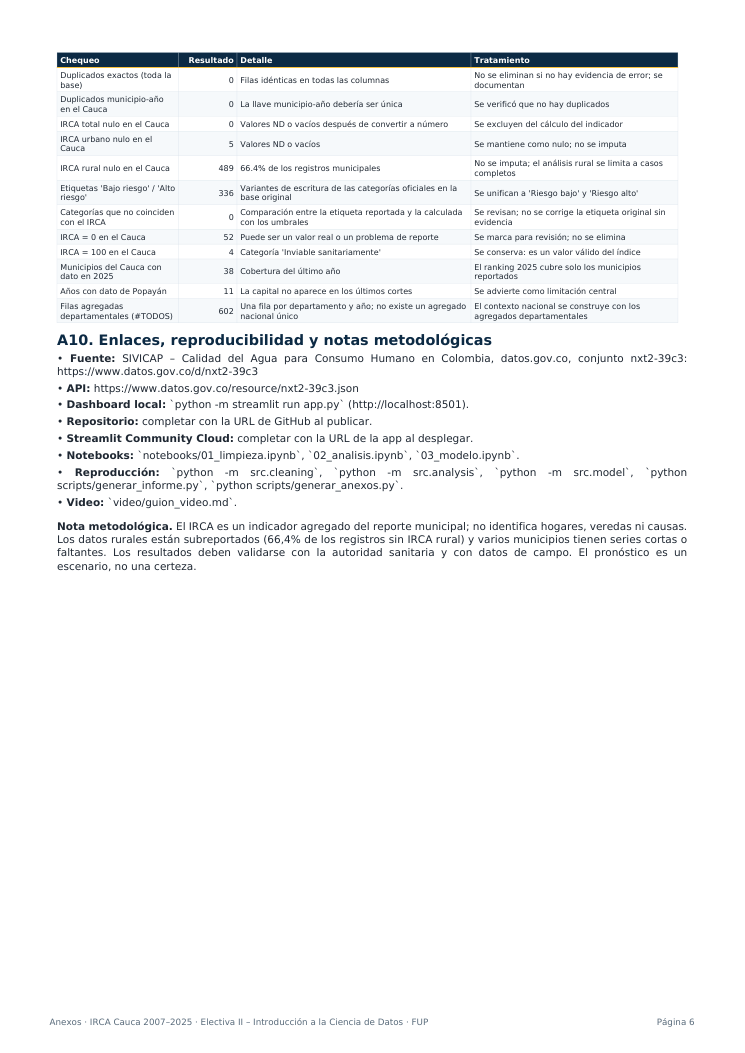 Chequeo Resultado Detalle Tratamiento
Duplicados exactos (toda la
base)
0 Filas idénticas en todas las columnas
No se eliminan si no hay evidencia de error; se
documentan
Duplicados municipio-año
en el Cauca
0 La llave municipio-año debería ser única Se verificó que no hay duplicados
IRCA total nulo en el Cauca 0 Valores ND o vacíos después de convertir a número Se excluyen del cálculo del indicador
IRCA urbano nulo en el
Cauca
5 Valores ND o vacíos Se mantiene como nulo; no se imputa
IRCA rural nulo en el Cauca 489 66.4% de los registros municipales
No se imputa; el análisis rural se limita a casos
completos
Etiquetas 'Bajo riesgo' / 'Alto
riesgo'
336
Variantes de escritura de las categorías oficiales en la
base original
Se unifican a 'Riesgo bajo' y 'Riesgo alto'
Categorías que no coinciden
con el IRCA
0
Comparación entre la etiqueta reportada y la calculada
con los umbrales
Se revisan; no se corrige la etiqueta original sin
evidencia
IRCA = 0 en el Cauca 52 Puede ser un valor real o un problema de reporte Se marca para revisión; no se elimina
IRCA = 100 en el Cauca 4 Categoría 'Inviable sanitariamente' Se conserva: es un valor válido del índice
Municipios del Cauca con
dato en 2025
38 Cobertura del último año
El ranking 2025 cubre solo los municipios
reportados
Años con dato de Popayán 11 La capital no aparece en los últimos cortes Se advierte como limitación central
Filas agregadas
departamentales (#TODOS)
602
Una fila por departamento y año; no existe un agregado
nacional único
El contexto nacional se construye con los
agregados departamentales
A10. Enlaces, reproducibilidad y notas metodológicas
• Fuente: SIVICAP – Calidad del Agua para Consumo Humano en Colombia, datos.gov.co, conjunto nxt2-39c3:
https://www.datos.gov.co/d/nxt2-39c3
• API: https://www.datos.gov.co/resource/nxt2-39c3.json
• Dashboard local: `python -m streamlit run app.py` (http://localhost:8501).
• Repositorio: completar con la URL de GitHub al publicar.
• Streamlit Community Cloud: completar con la URL de la app al desplegar.
• Notebooks: `notebooks/01_limpieza.ipynb`, `02_analisis.ipynb`, `03_modelo.ipynb`.
• Reproducción: `python -m src.cleaning`, `python -m src.analysis`, `python -m src.model`, `python
scripts/generar_informe.py`, `python scripts/generar_anexos.py`.
• Video: `video/guion_video.md`.
Nota metodológica. El IRCA es un indicador agregado del reporte municipal; no identifica hogares, veredas ni causas.
Los datos rurales están subreportados (66,4% de los registros sin IRCA rural) y varios municipios tienen series cortas o
faltantes. Los resultados deben validarse con la autoridad sanitaria y con datos de campo. El pronóstico es un
escenario, no una certeza.
Anexos · IRCA Cauca 2007–2025 · Electiva II – Introducción a la Ciencia de Datos · FUP Página 6